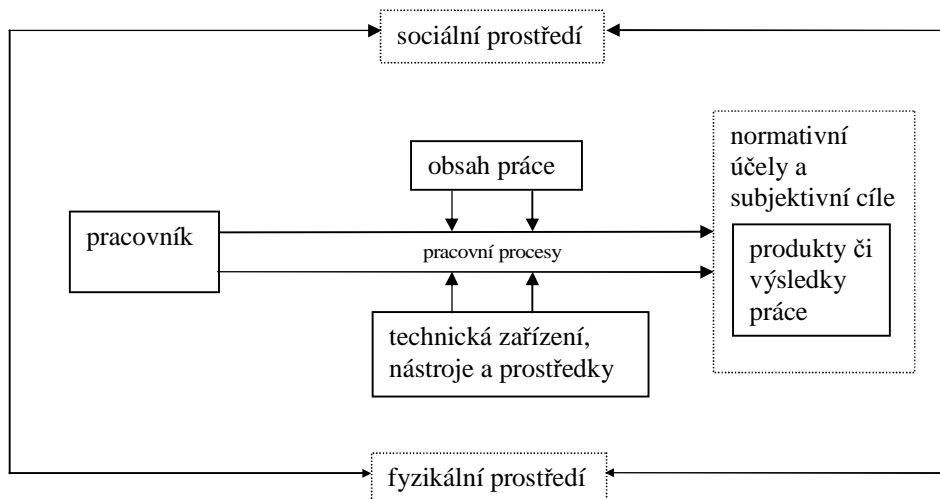 sociální prostředí
normativní
účely a
subjektivní cíle
obsah práce
pracovník
pracovní procesy
produkty či
výsledky
práce
technická zařízení,
nástroje a prostředky
fyzikální prostředí